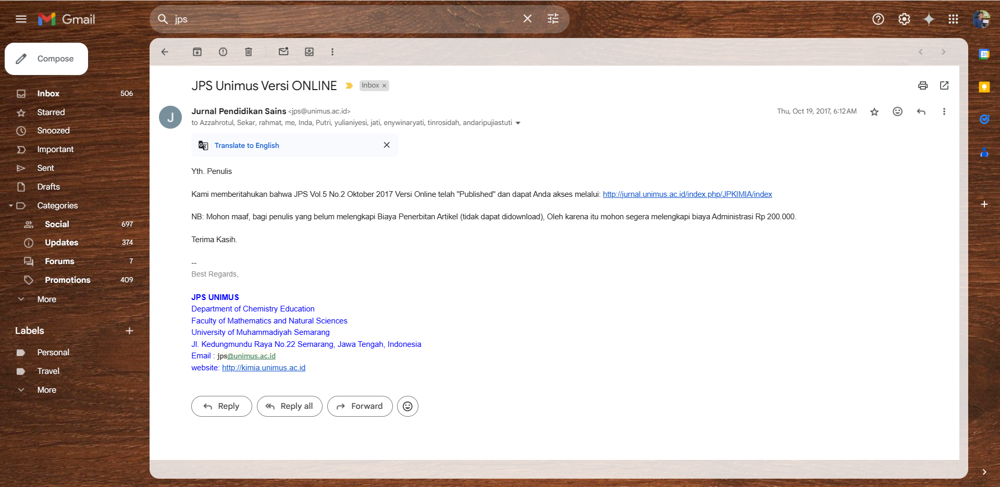 Gmail
jps
Compose
Inbox 506
Starred
Snoozed
Important
Sent
Drafts
Categories
Social 697
Updates 374
Forums 7
Promotions 409
More
Labels
Personal
Travel
More
JPS Unimus Versi ONLINE Inbox
J
Jurnal Pendidikan Sains <jps@unimus.ac.id> Thu, Oct 19, 2017, 6:12 AM
to Azzahrotul, Sekar, rahmat, me, Inda, Putri, yulianiyesi, jati, enywinaryati, tinrosidah, andaripujiastuti
Translate to English
Yth. Penulis
Kami memberitahukan bahwa JPS Vol.5 No.2 Oktober 2017 Versi Online telah "Published" dan dapat Anda akses melalui: http://jurnal.unimus.ac.id/index.php/JPKIMIA/index
NB: Mohon maaf, bagi penulis yang belum melengkapi Biaya Penerbitan Artikel (tidak dapat didownload), Oleh karena itu mohon segera melengkapi biaya Administrasi Rp 200.000.
Terima Kasih.
--
Best Regards,
JPS UNIMUS
Department of Chemistry Education
Faculty of Mathematics and Natural Sciences
University of Muhammadiyah Semarang
Jl. Kedungmundu Raya No.22 Semarang, Jawa Tengah, Indonesia
Email : jps@unimus.ac.id
website: http://kimia.unimus.ac.id
Reply
Reply all
Forward
31